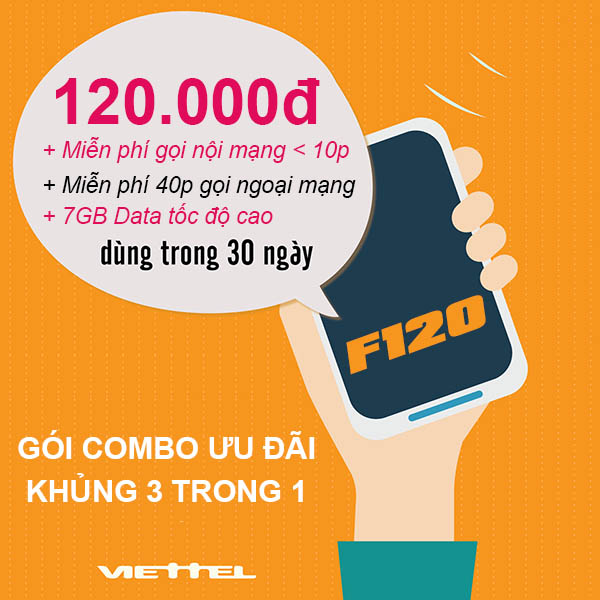 120.000đ
+ Miễn phí gọi nội mạng < 10p
+ Miễn phí 40p gọi ngoại mạng
+ 7GB Data tốc độ cao
dùng trong 30 ngày
F120
GÓI COMBO ƯU ĐÃI
KHỦNG 3 TRONG 1
VIETTEL